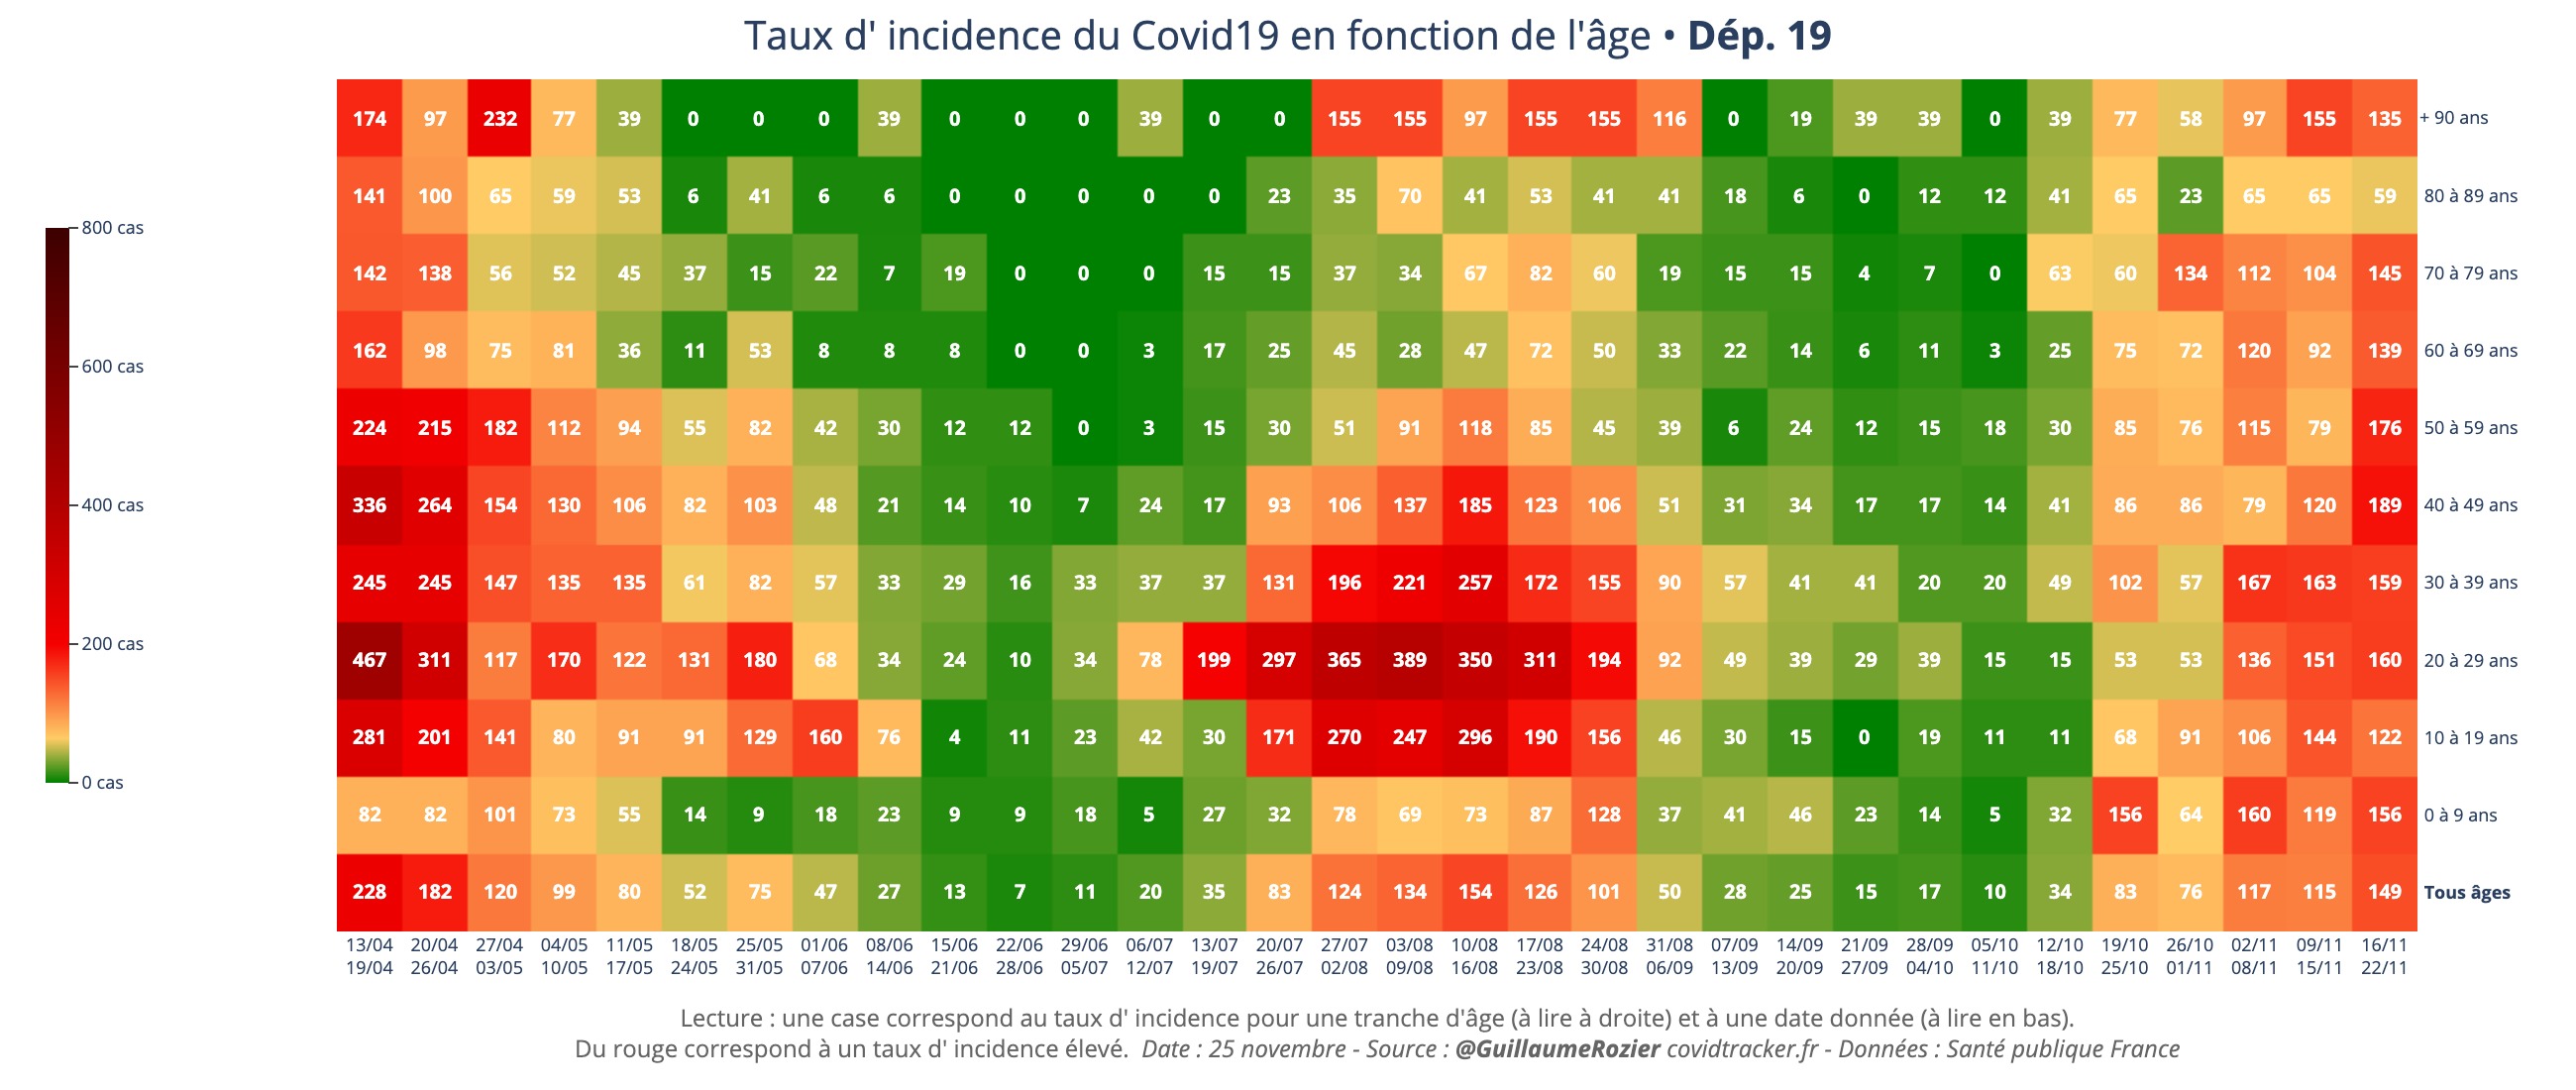 Taux d' incidence du Covid19 en fonction de l'âge • Dép. 19
800 cas
600 cas
400 cas
200 cas
0 cas
174 97 232 77 39 0 0 0 39 0 0 0 39 0 0 155 155 97 155 155 116 0 19 39 39 0 39 77 58 97 155 135 + 90 ans
141 100 65 59 53 6 41 6 6 0 0 0 0 0 23 35 70 41 53 41 41 18 6 0 12 12 41 65 23 65 65 59 80 à 89 ans
142 138 56 52 45 37 15 22 7 19 0 0 0 15 15 37 34 67 82 60 19 15 15 4 7 0 63 60 134 112 104 145 70 à 79 ans
162 98 75 81 36 11 53 8 8 8 0 0 3 17 25 45 28 47 72 50 33 22 14 6 11 3 25 75 72 120 92 139 60 à 69 ans
224 215 182 112 94 55 82 42 30 12 12 0 3 15 30 51 91 118 85 45 39 6 24 12 15 18 30 85 76 115 79 176 50 à 59 ans
336 264 154 130 106 82 103 48 21 14 10 7 24 17 93 106 137 185 123 106 51 31 34 17 17 14 41 86 86 79 120 189 40 à 49 ans
245 245 147 135 135 61 82 57 33 29 16 33 37 37 131 196 221 257 172 155 90 57 41 41 20 20 49 102 57 167 163 159 30 à 39 ans
467 311 117 170 122 131 180 68 34 24 10 34 78 199 297 365 389 350 311 194 92 49 39 29 39 15 15 53 53 136 151 160 20 à 29 ans
281 201 141 80 91 91 129 160 76 4 11 23 42 30 171 270 247 296 190 156 46 30 15 0 19 11 11 68 91 106 144 122 10 à 19 ans
82 82 101 73 55 14 9 18 23 9 9 18 5 27 32 78 69 73 87 128 37 41 46 23 14 5 32 156 64 160 119 156 0 à 9 ans
228 182 120 99 80 52 75 47 27 13 7 11 20 35 83 124 134 154 126 101 50 28 25 15 17 10 34 83 76 117 115 149 Tous âges
13/04 20/04 27/04 04/05 11/05 18/05 25/05 01/06 08/06 15/06 22/06 29/06 06/07 13/07 20/07 27/07 03/08 10/08 17/08 24/08 31/08 07/09 14/09 21/09 28/09 05/10 12/10 19/10 26/10 02/11 09/11 16/11
19/04 26/04 03/05 10/05 17/05 24/05 31/05 07/06 14/06 21/06 28/06 05/07 12/07 19/07 26/07 02/08 09/08 16/08 23/08 30/08 06/09 13/09 20/09 27/09 04/10 11/10 18/10 25/10 01/11 08/11 15/11 22/11
Lecture : une case correspond au taux d' incidence pour une tranche d'âge (à lire à droite) et à une date donnée (à lire en bas).
Du rouge correspond à un taux d' incidence élevé. Date : 25 novembre - Source : @GuillaumeRozier covidtracker.fr - Données : Santé publique France